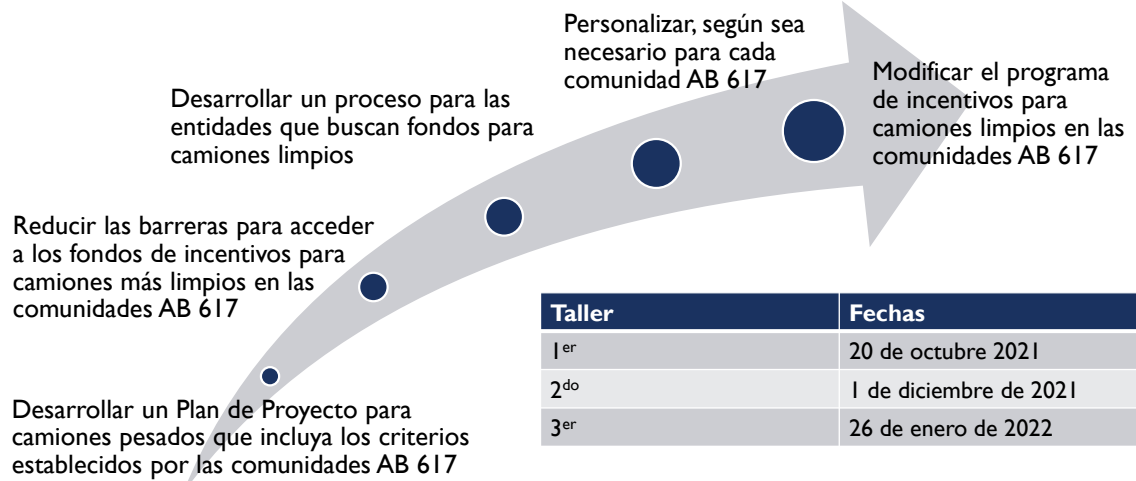 Personalizar, según sea
necesario para cada
comunidad AB 617
Modificar el programa
de incentivos para
camiones limpios en las
comunidades AB 617
Desarrollar un proceso para las
entidades que buscan fondos para
camiones limpios
Reducir las barreras para acceder
a los fondos de incentivos para
camiones más limpios en las
comunidades AB 617
Desarrollar un Plan de Proyecto para
camiones pesados que incluya los criterios
establecidos por las comunidades AB 617
Taller Fechas
1er 20 de octubre 2021
2do 1 de diciembre de 2021
3er 26 de enero de 2022